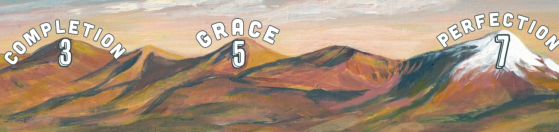 COMPLETION
3
GRACE
5
PERFECTION
7